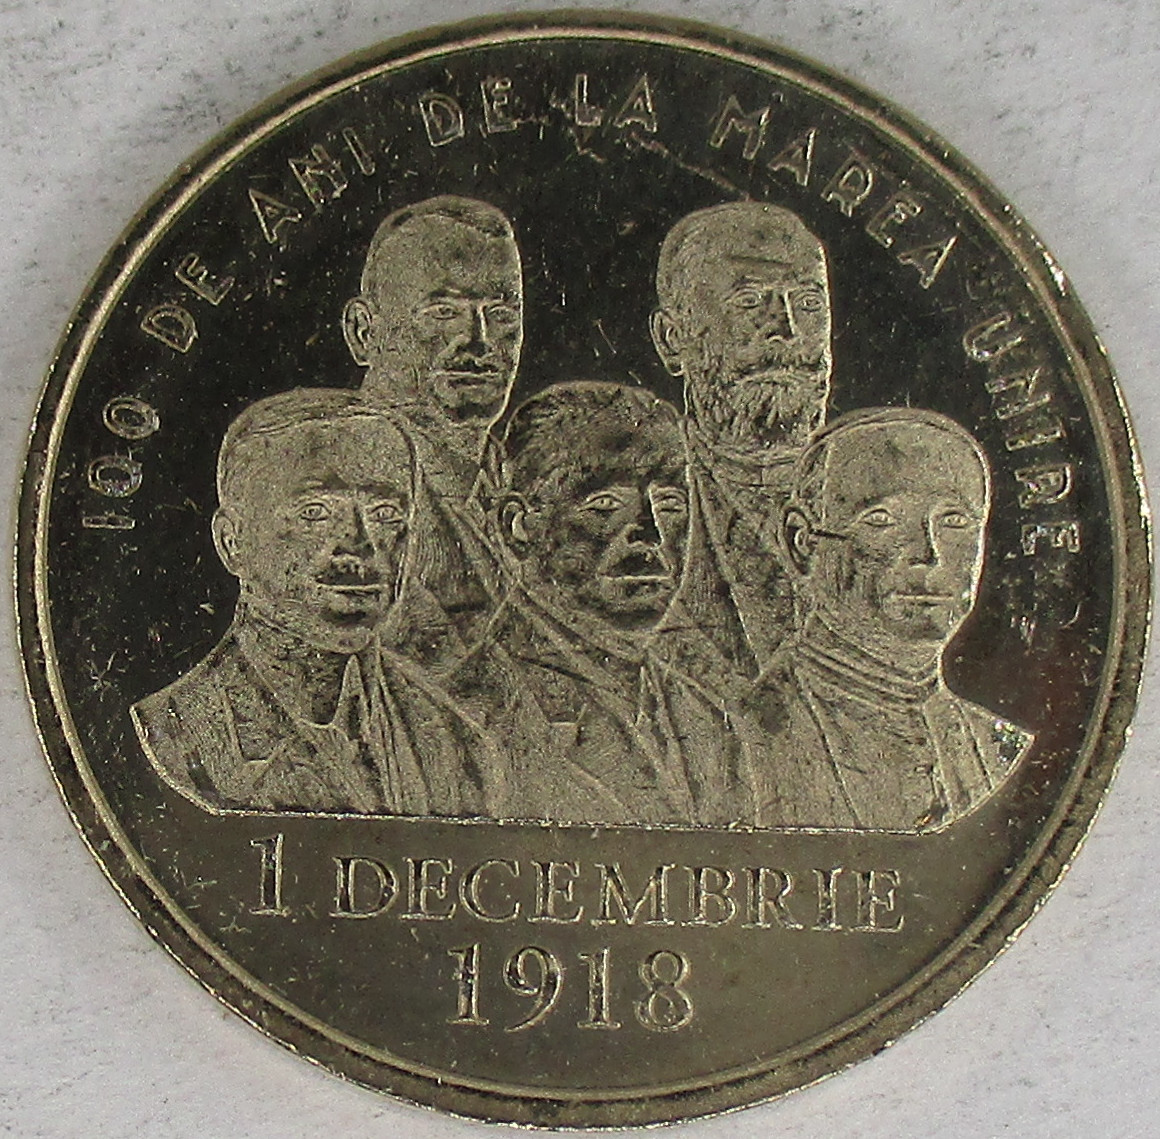 100 DE ANI DE LA MAREA UNIRE
1 DECEMBRIE
1918